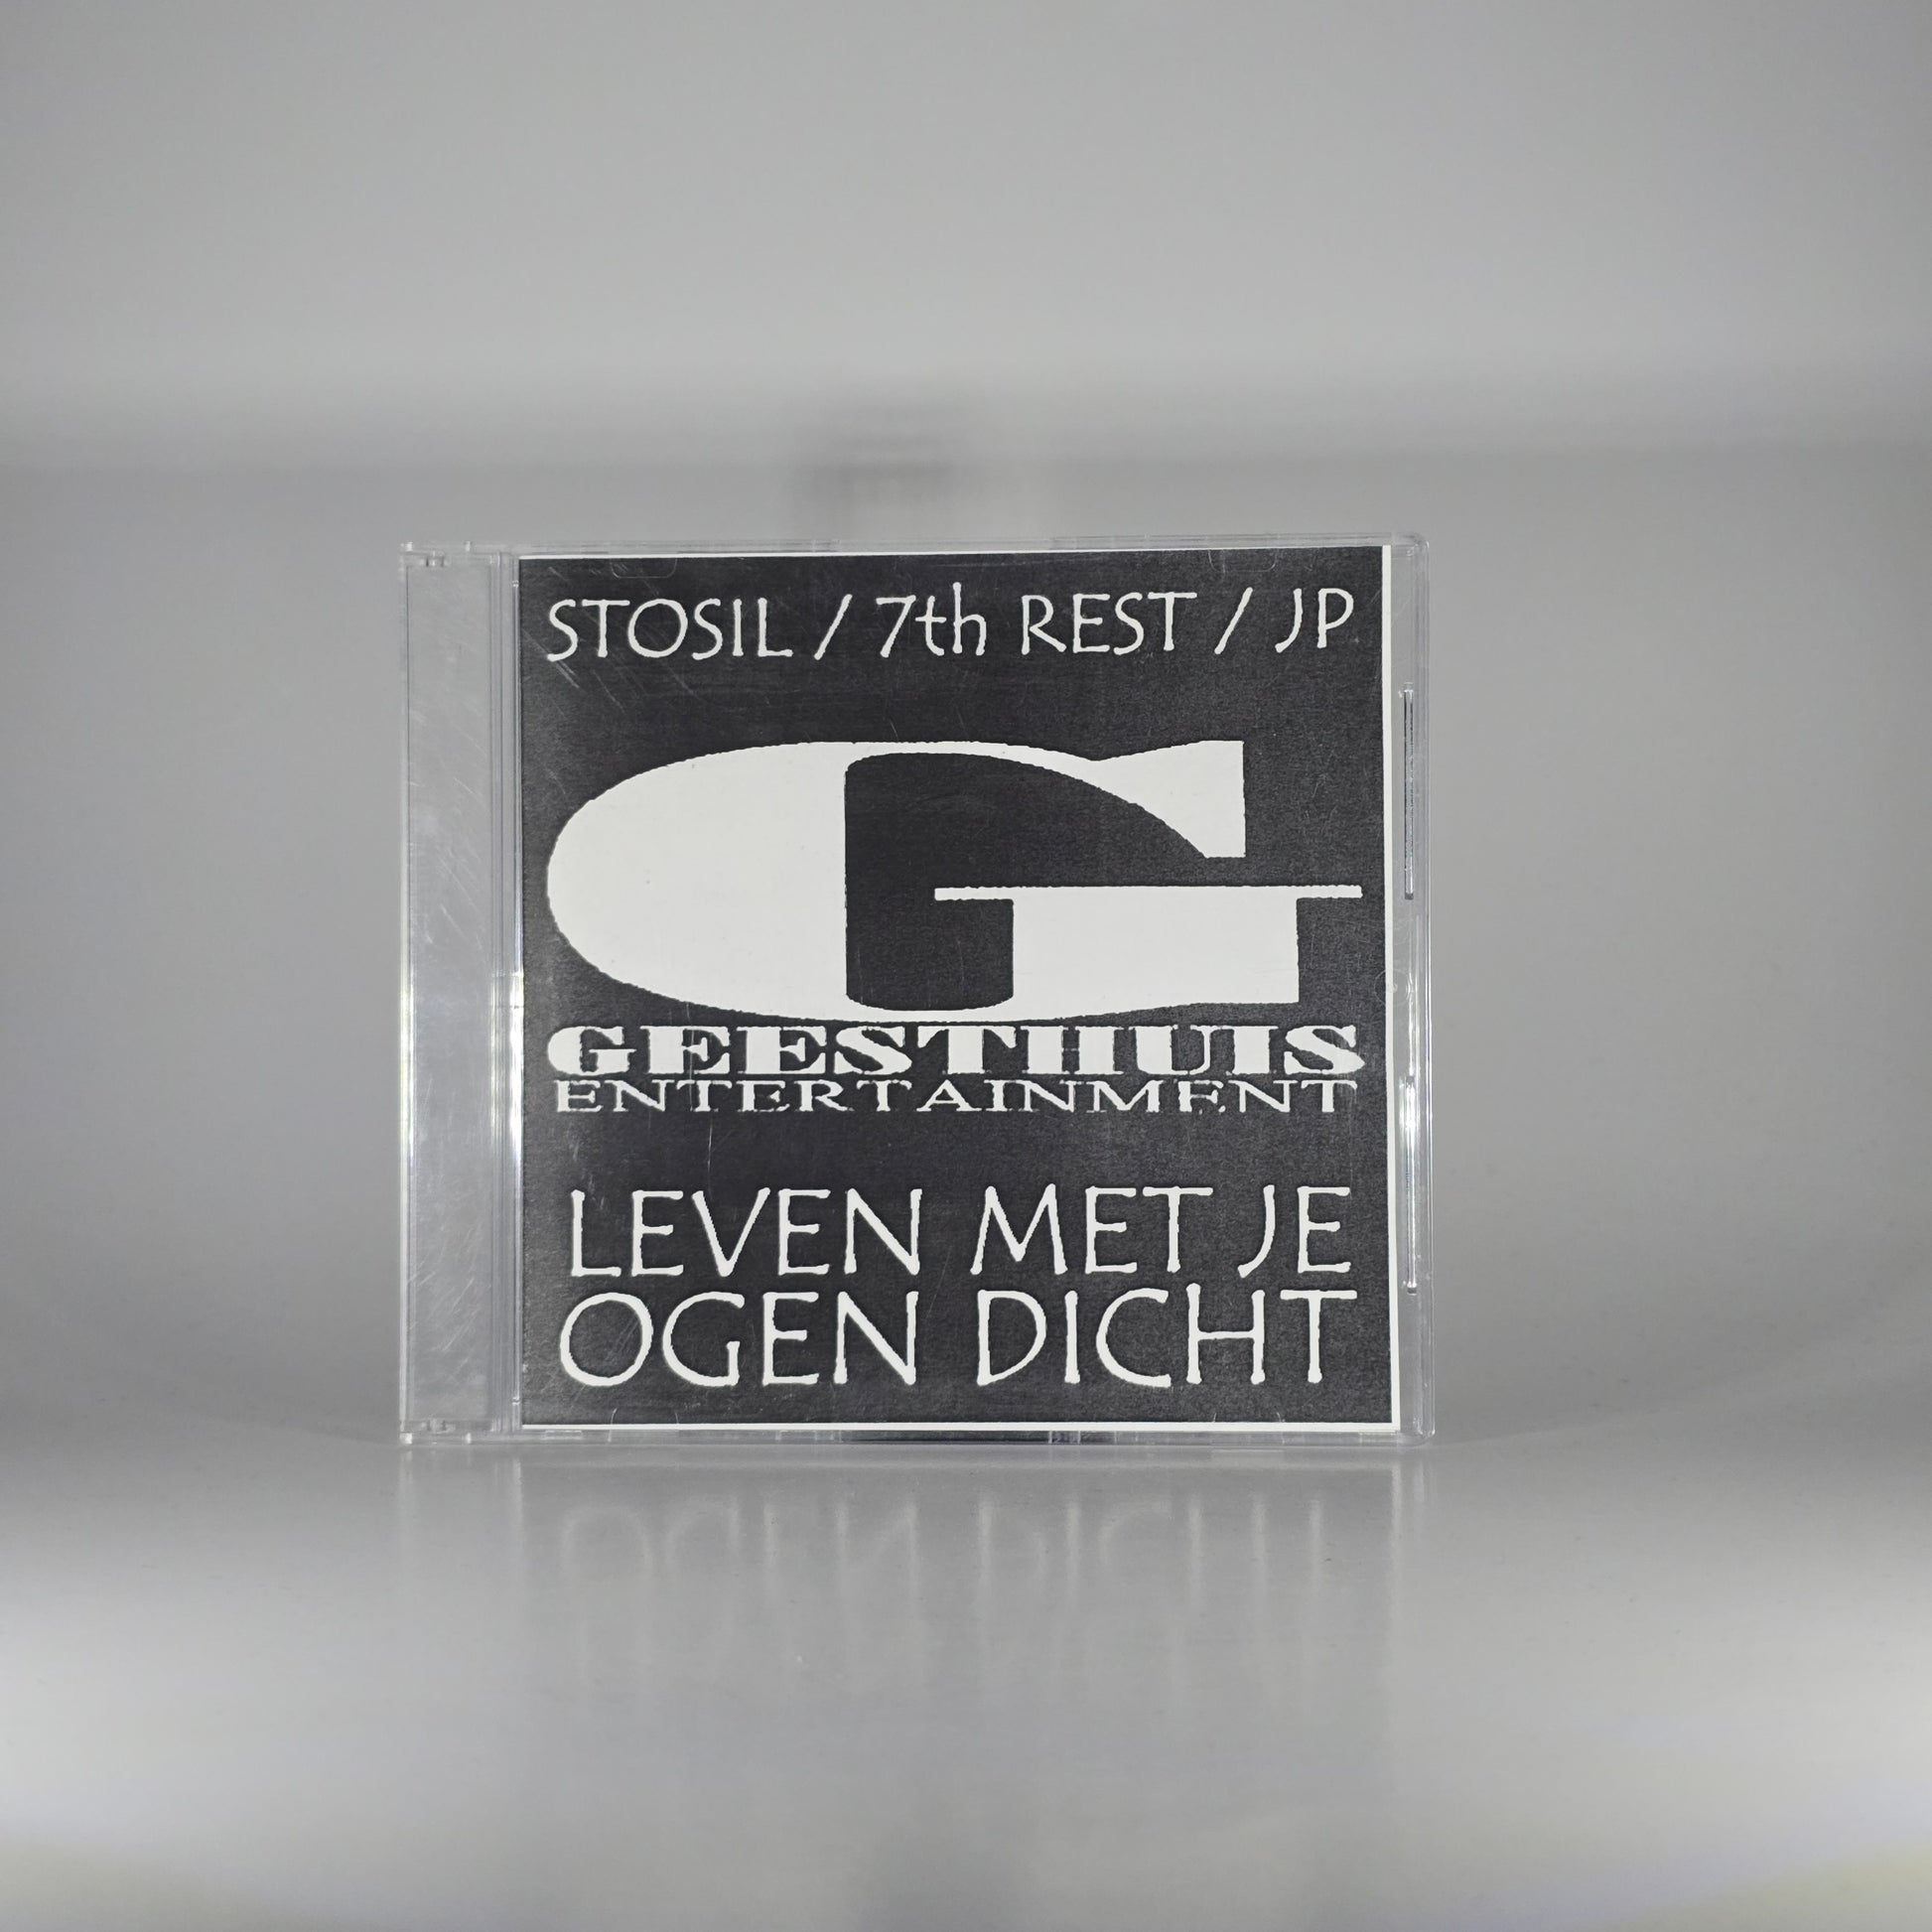 STOSIL / 7th REST / JP
G
GEESTHUIS
ENTERTAINMENT
LEVEN MET JE
OGEN DICHT